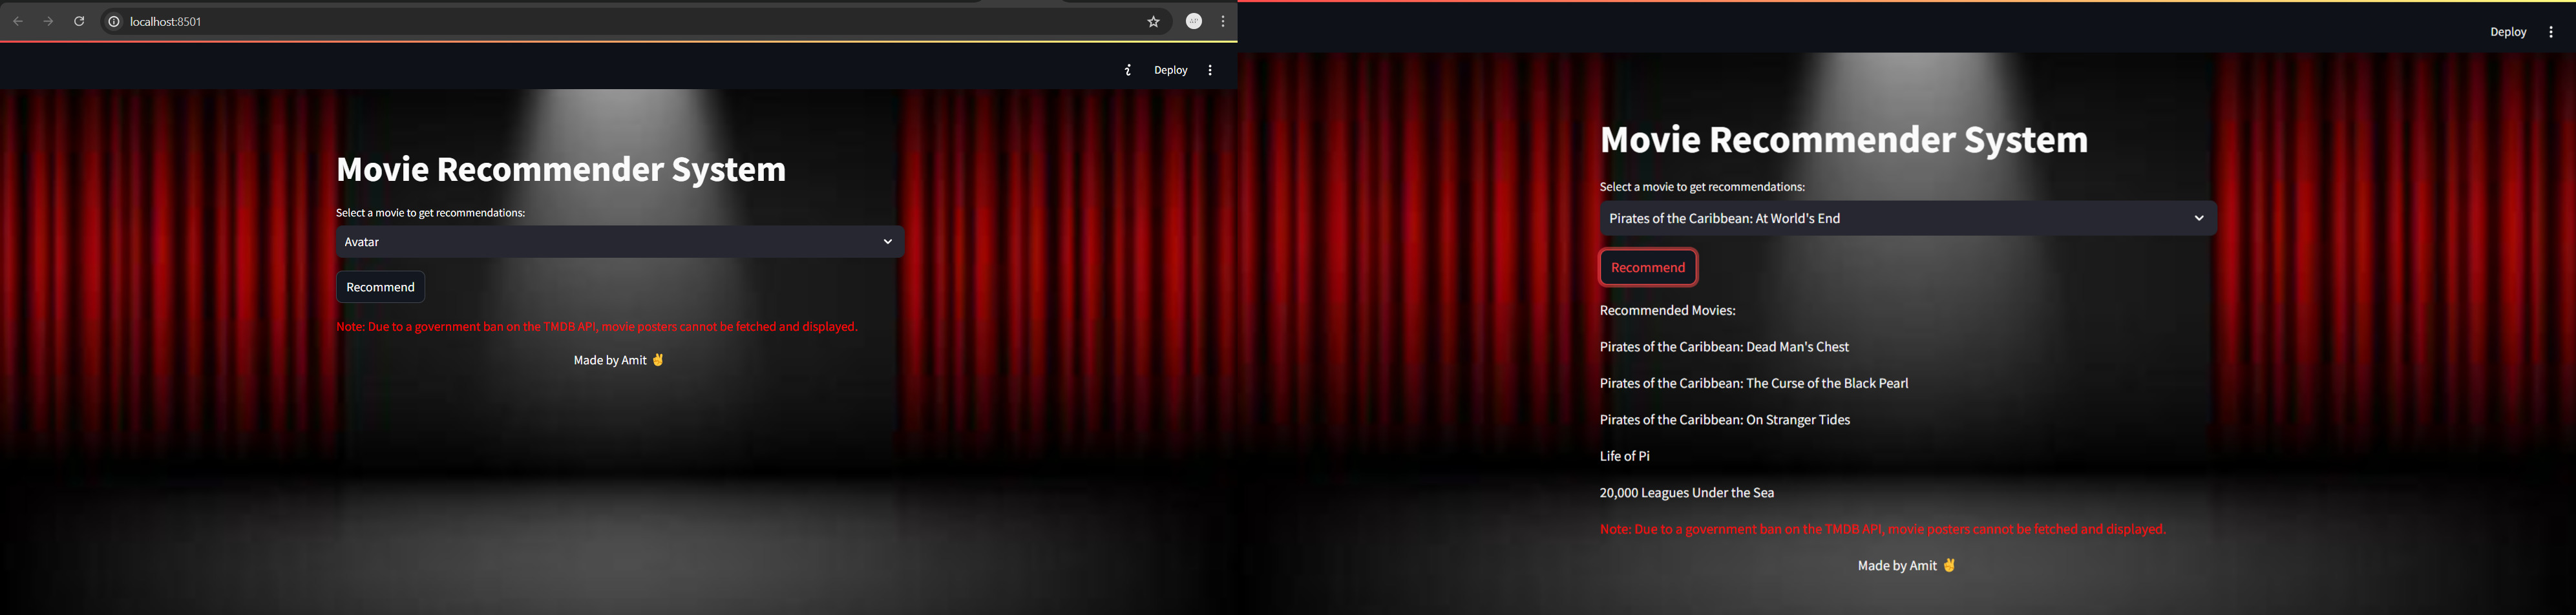 localhost:8501
Deploy
Movie Recommender System
Select a movie to get recommendations:
Avatar
Recommend
Note: Due to a government ban on the TMDB API, movie posters cannot be fetched and displayed.
Made by Amit ✌️
Deploy
Movie Recommender System
Select a movie to get recommendations:
Pirates of the Caribbean: At World's End
Recommend
Recommended Movies:
Pirates of the Caribbean: Dead Man's Chest
Pirates of the Caribbean: The Curse of the Black Pearl
Pirates of the Caribbean: On Stranger Tides
Life of Pi
20,000 Leagues Under the Sea
Note: Due to a government ban on the TMDB API, movie posters cannot be fetched and displayed.
Made by Amit ✌️